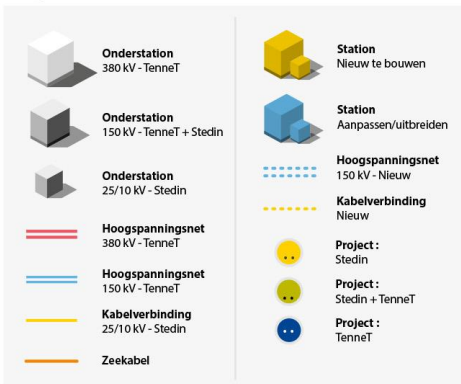 Onderstation
380 kV - TenneT
Onderstation
150 kV - TenneT + Stedin
Onderstation
25/10 kV - Stedin
Hoogspanningsnet
380 kV - TenneT
Hoogspanningsnet
150 kV - TenneT
Kabelverbinding
25/10 kV - Stedin
Zeekabel
Station
Nieuw te bouwen
Station
Aanpassen/uitbreiden
Hoogspanningsnet
150 kV - Nieuw
Kabelverbinding
Nieuw
Project :
Stedin
Project :
Stedin + TenneT
Project :
TenneT